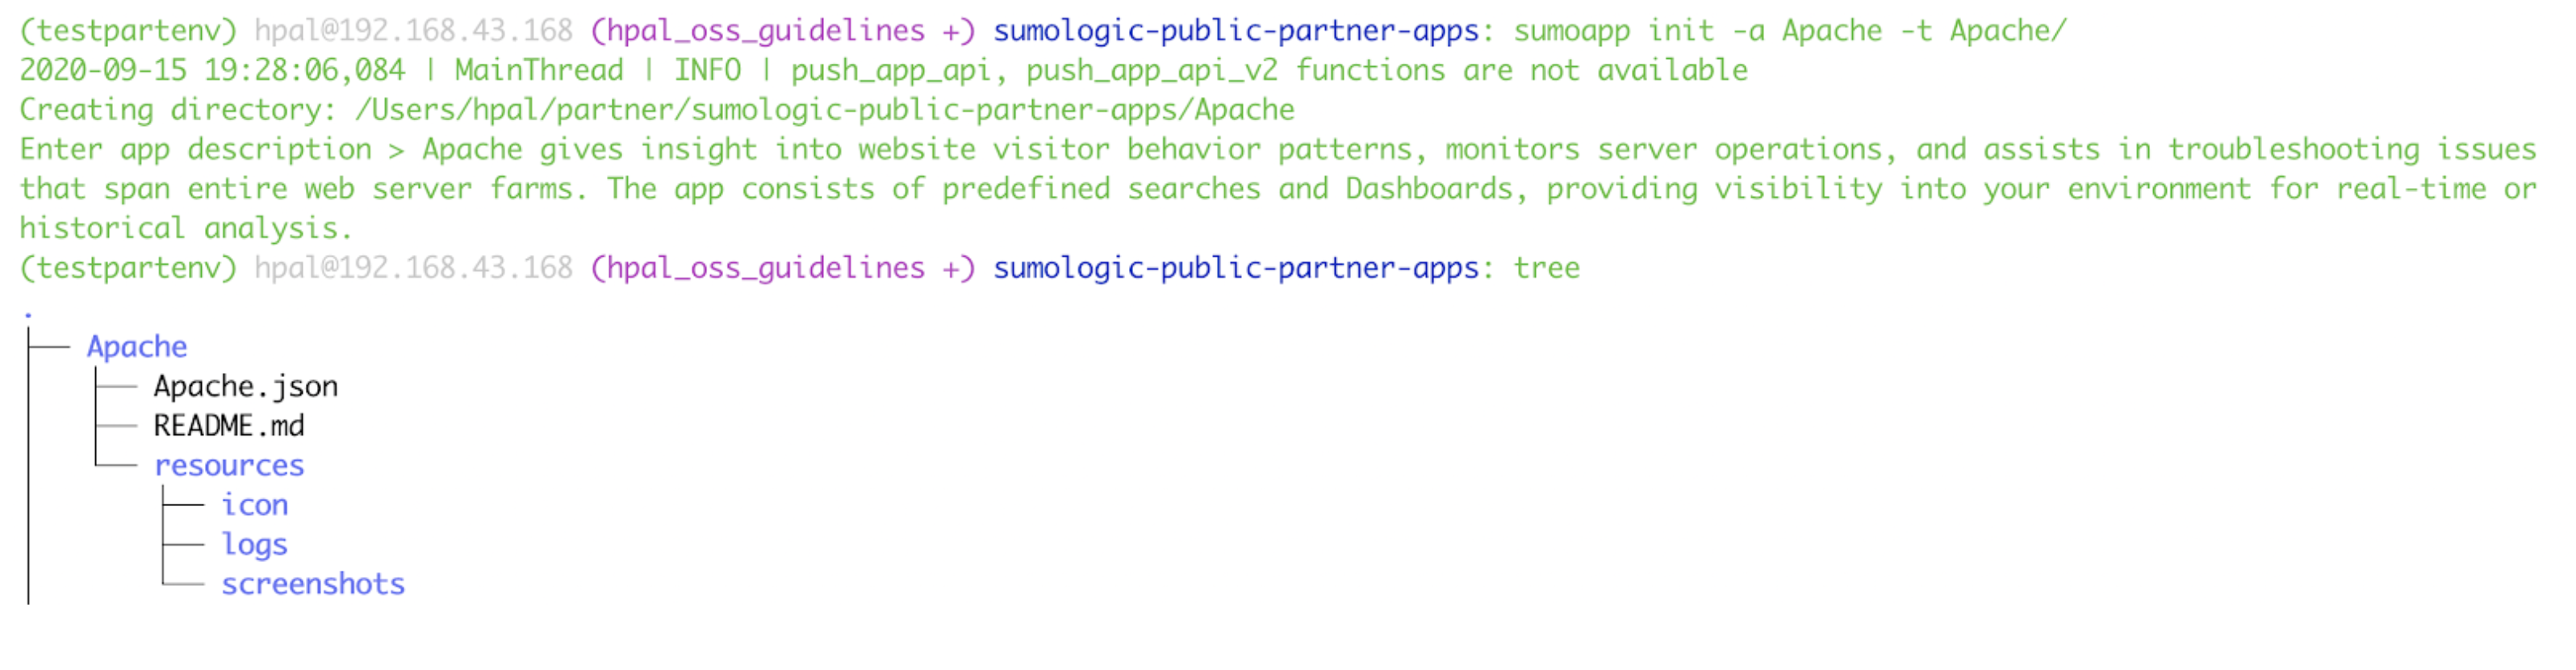 (testpartenv) hpal@192.168.43.168 (hpal_oss_guidelines +) sumologic-public-partner-apps: sumoapp init -a Apache -t Apache/
2020-09-15 19:28:06,084 | MainThread | INFO | push_app_api, push_app_api_v2 functions are not available
Creating directory: /Users/hpal/partner/sumologic-public-partner-apps/Apache
Enter app description > Apache gives insight into website visitor behavior patterns, monitors server operations, and assists in troubleshooting issues
that span entire web server farms. The app consists of predefined searches and Dashboards, providing visibility into your environment for real-time or
historical analysis.
(testpartenv) hpal@192.168.43.168 (hpal_oss_guidelines +) sumologic-public-partner-apps: tree
.
├── Apache
│   ├── Apache.json
│   ├── README.md
│   └── resources
│       ├── icon
│       ├── logs
│       └── screenshots